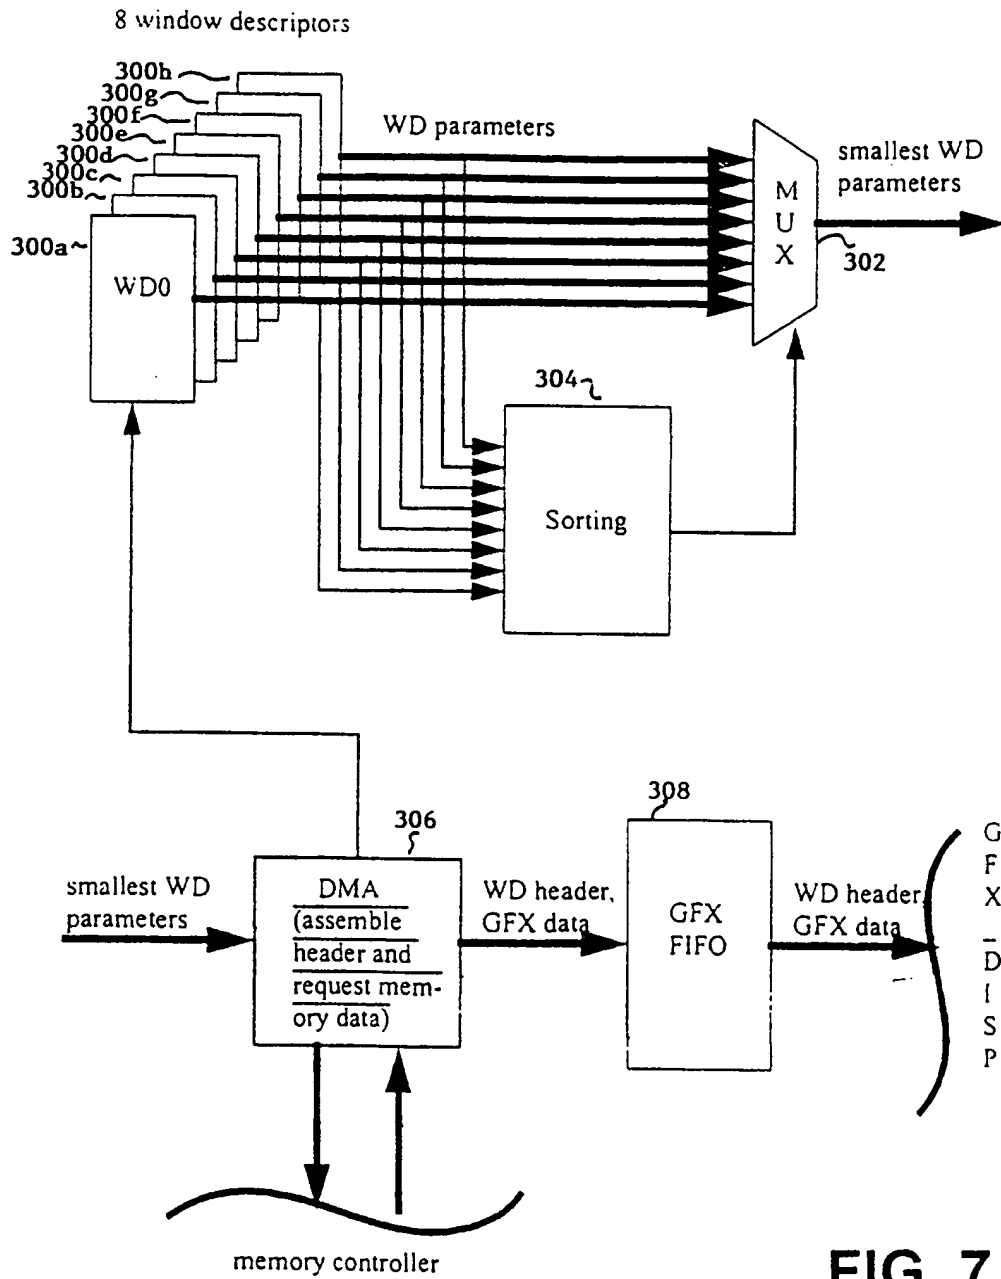 8 window descriptors
300h
300g
300f
300e
300d
300c
300b
300a
WD0
WD parameters
M
U
X
302
smallest WD
parameters
304
Sorting
306
DMA
(assemble
header and
request mem-
ory data)
smallest WD
parameters
WD header,
GFX data
308
GFX
FIFO
WD header,
GFX data
G
F
X
_
D
I
S
P
memory controller
FIG. 7